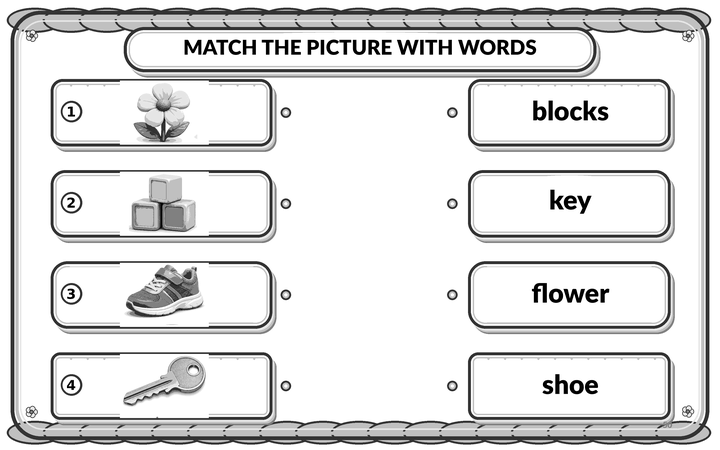 MATCH THE PICTURE WITH WORDS
① blocks
② key
③ flower
④ shoe